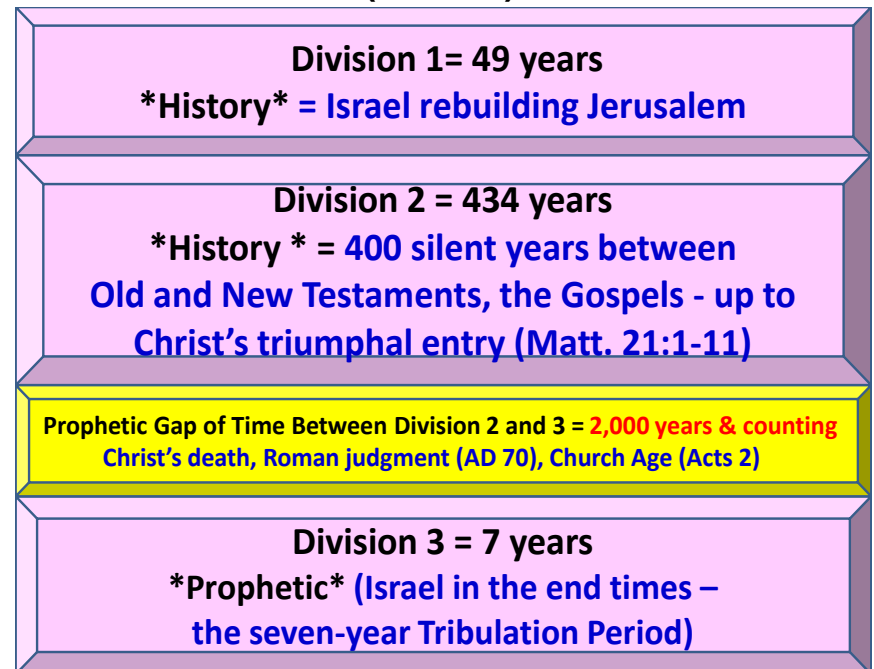 Division 1= 49 years
*History* = Israel rebuilding Jerusalem
Division 2 = 434 years
*History * = 400 silent years between
Old and New Testaments, the Gospels - up to
Christ’s triumphal entry (Matt. 21:1-11)
Prophetic Gap of Time Between Division 2 and 3 = 2,000 years & counting
Christ’s death, Roman judgment (AD 70), Church Age (Acts 2)
Division 3 = 7 years
*Prophetic* (Israel in the end times –
the seven-year Tribulation Period)